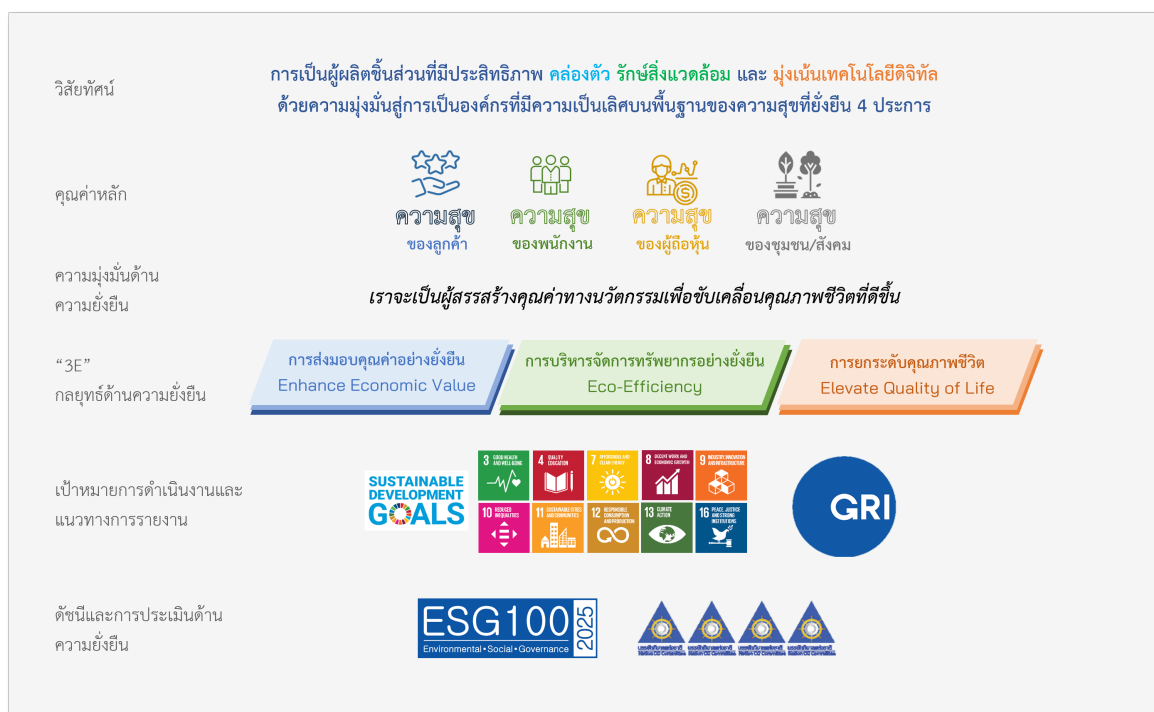 วิสัยทัศน์
การเป็นผู้ผลิตชิ้นส่วนที่มีประสิทธิภาพ คล่องตัว รักษ์สิ่งแวดล้อม และ มุ่งเน้นเทคโนโลยีดิจิทัล
ด้วยความมุ่งมั่นสู่การเป็นองค์กรที่มีความเป็นเลิศบนพื้นฐานของความสุขที่ยั่งยืน 4 ประการ
คุณค่าหลัก
ความสุข ความสุข ความสุข ความสุข
ของลูกค้า ของพนักงาน ของผู้ถือหุ้น ของชุมชน/สังคม
ความมุ่งมั่นด้าน
ความยั่งยืน
เราจะเป็นผู้สรรสร้างคุณค่าทางนวัตกรรมเพื่อขับเคลื่อนคุณภาพชีวิตที่ดีขึ้น
“3E”
กลยุทธ์ด้านความยั่งยืน
การส่งมอบคุณค่าอย่างยั่งยืน
Enhance Economic Value
การบริหารจัดการทรัพยากรอย่างยั่งยืน
Eco-Efficiency
การยกระดับคุณภาพชีวิต
Elevate Quality of Life
เป้าหมายการดำเนินงานและ
แนวทางการรายงาน
SUSTAINABLE
DEVELOPMENT
GOALS
3 GOOD HEALTH
AND WELL-BEING
4 QUALITY
EDUCATION
7 AFFORDABLE AND
CLEAN ENERGY
8 DECENT WORK AND
ECONOMIC GROWTH
9 INDUSTRY, INNOVATION
AND INFRASTRUCTURE
10 REDUCED
INEQUALITIES
11 SUSTAINABLE CITIES
AND COMMUNITIES
12 RESPONSIBLE
CONSUMPTION
AND PRODUCTION
13 CLIMATE
ACTION
16 PEACE, JUSTICE
AND STRONG
INSTITUTIONS
GRI
ดัชนีและการประเมินด้าน
ความยั่งยืน
ESG100
Environmental•Social•Governance
2025